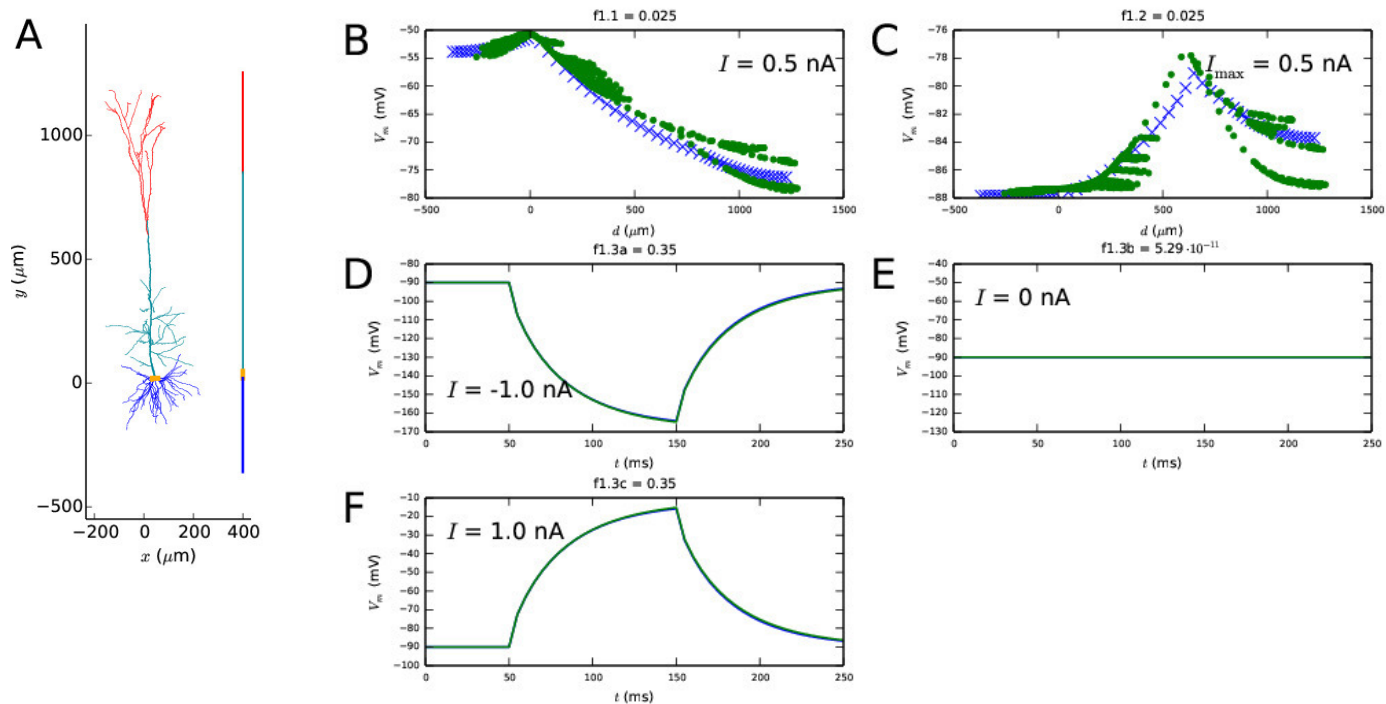 A
1000
500
0
−500
y (μm)
−200 0 200 400
x (μm)
B
f1.1 = 0.025
I = 0.5 nA
−50
−55
−60
−65
−70
−75
−80
V_m (mV)
−500 0 500 1000 1500
d (μm)
C
f1.2 = 0.025
I_max = 0.5 nA
−76
−78
−80
−82
−84
−86
−88
V_m (mV)
−500 0 500 1000 1500
d (μm)
D
f1.3a = 0.35
I = -1.0 nA
−80
−90
−100
−110
−120
−130
−140
−150
−160
−170
V_m (mV)
0 50 100 150 200 250
t (ms)
E
f1.3b = 5.29 ·10⁻¹¹
I = 0 nA
−40
−50
−60
−70
−80
−90
−100
−110
−120
−130
V_m (mV)
0 50 100 150 200 250
t (ms)
F
f1.3c = 0.35
I = 1.0 nA
−10
−20
−30
−40
−50
−60
−70
−80
−90
−100
V_m (mV)
0 50 100 150 200 250
t (ms)